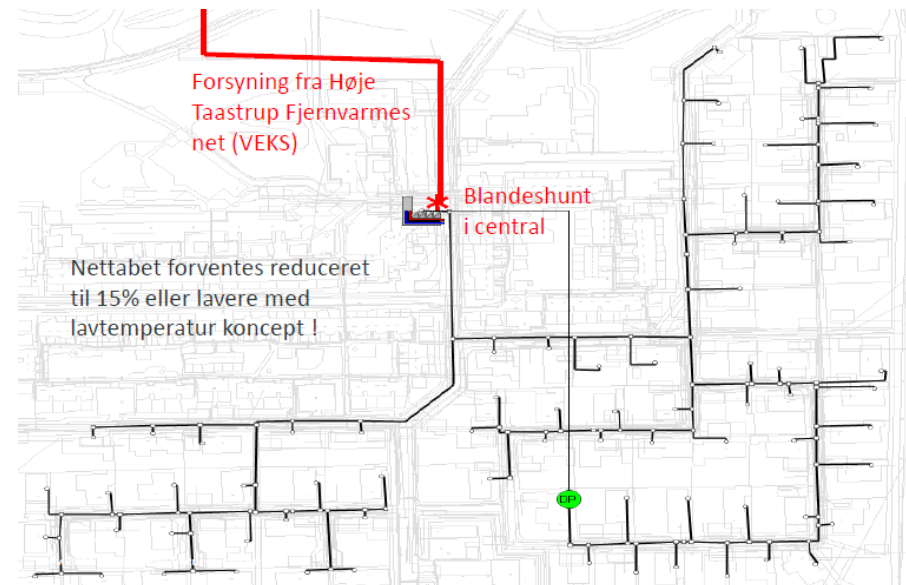 Forsyning fra Høje
Taastrup Fjernvarmes
net (VEKS)
Blandeshunt
i central
Nettabet forventes reduceret
til 15% eller lavere med
lavtemperatur koncept !
DP